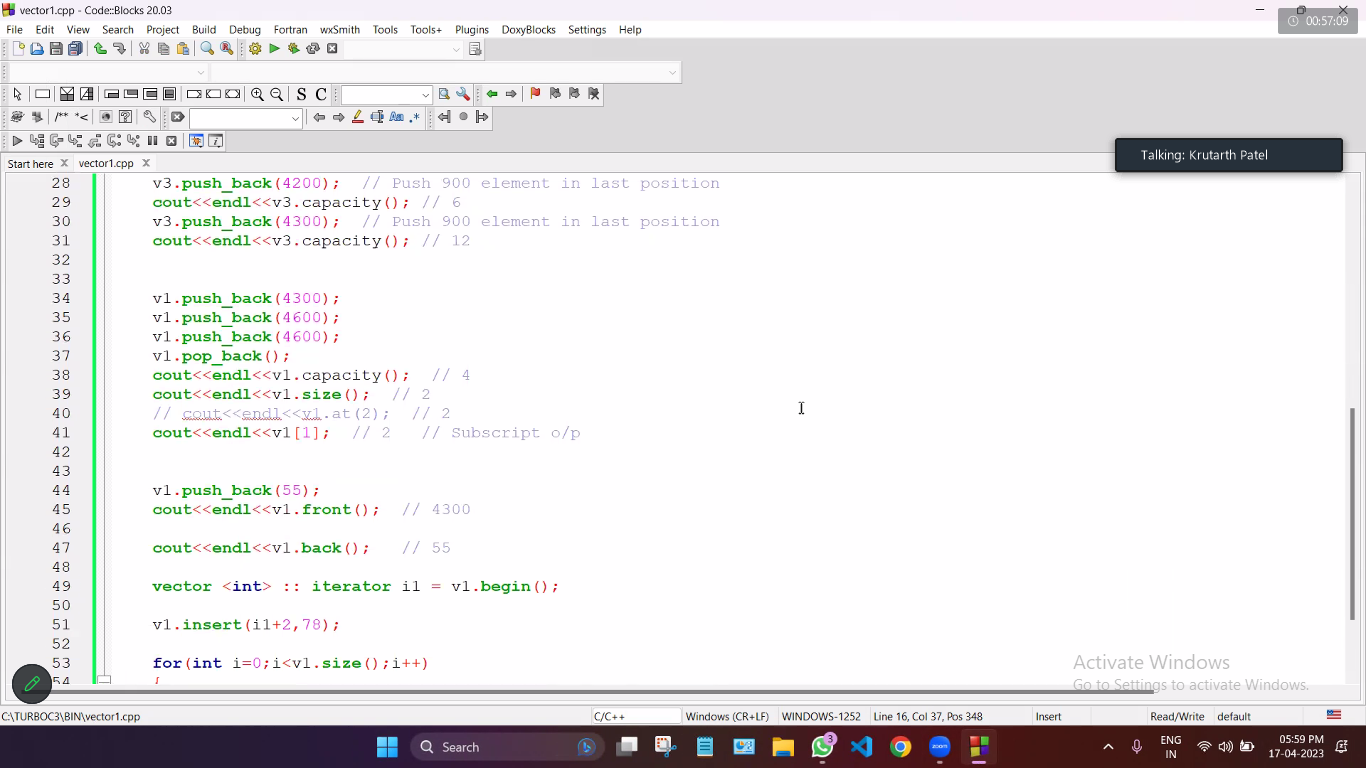 vector1.cpp - Code::Blocks 20.03
00:57:09
File Edit View Search Project Build Debug Fortran wxSmith Tools Tools+ Plugins DoxyBlocks Settings Help
S C
/** *<
Aa .*
Start here vector1.cpp
Talking: Krutarth Patel
28 v3.push_back(4200); // Push 900 element in last position
29 cout<<endl<<v3.capacity(); // 6
30 v3.push_back(4300); // Push 900 element in last position
31 cout<<endl<<v3.capacity(); // 12
32
33
34 v1.push_back(4300);
35 v1.push_back(4600);
36 v1.push_back(4600);
37 v1.pop_back();
38 cout<<endl<<v1.capacity(); // 4
39 cout<<endl<<v1.size(); // 2
40 // cout<<endl<<v1.at(2); // 2
41 cout<<endl<<v1[1]; // 2 // Subscript o/p
42
43
44 v1.push_back(55);
45 cout<<endl<<v1.front(); // 4300
46
47 cout<<endl<<v1.back(); // 55
48
49 vector <int> :: iterator i1 = v1.begin();
50
51 v1.insert(i1+2,78);
52
53 for(int i=0;i<v1.size();i++)
54 {
Activate Windows
Go to Settings to activate Windows.
C:\TURBOC3\BIN\vector1.cpp C/C++ Windows (CR+LF) WINDOWS-1252 Line 16, Col 37, Pos 348 Insert Read/Write default
Search 3 zoom ENG IN 05:59 PM 17-04-2023